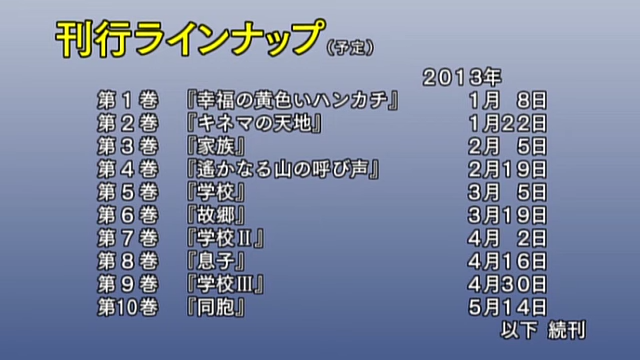 刊行ラインナップ（予定）
2013年
第1巻 『幸福の黄色いハンカチ』 1月 8日
第2巻 『キネマの天地』 1月22日
第3巻 『家族』 2月 5日
第4巻 『遙かなる山の呼び声』 2月19日
第5巻 『学校』 3月 5日
第6巻 『故郷』 3月19日
第7巻 『学校Ⅱ』 4月 2日
第8巻 『息子』 4月16日
第9巻 『学校Ⅲ』 4月30日
第10巻 『同胞』 5月14日
以下 続刊